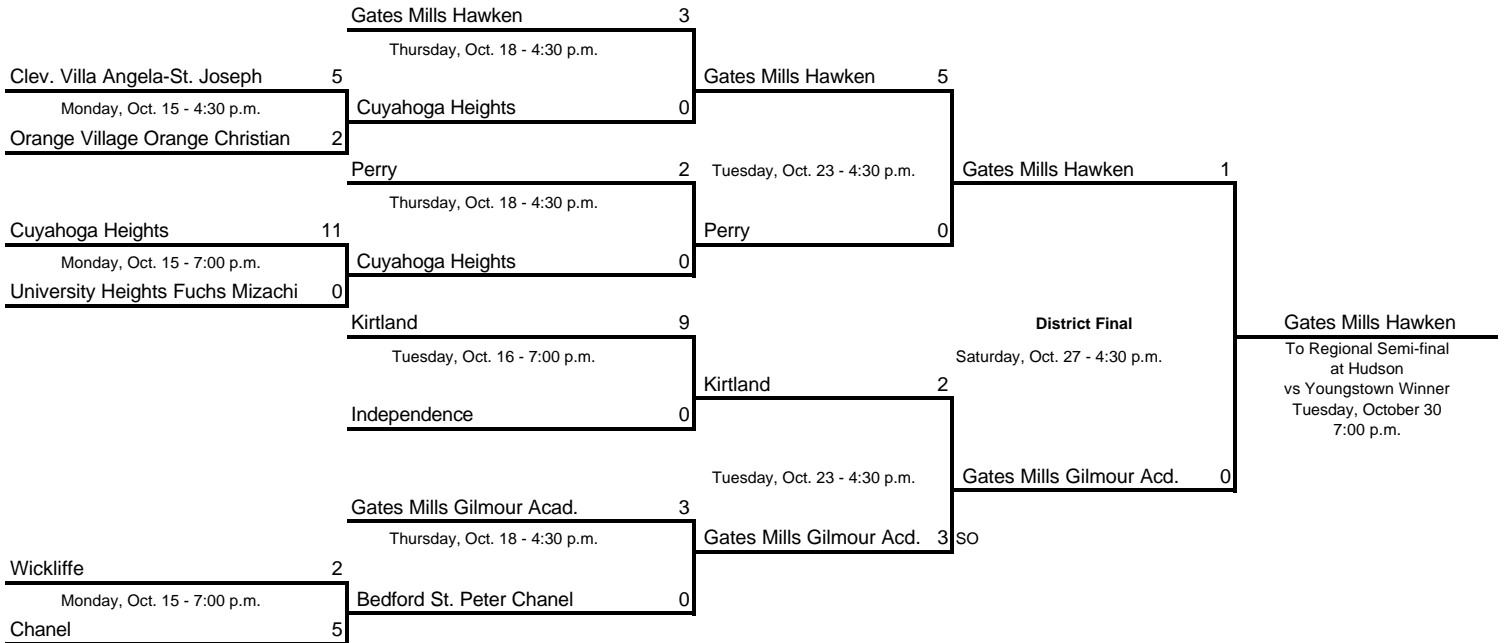 Gates Mills Hawken 3
Thursday, Oct. 18 - 4:30 p.m.
Clev. Villa Angela-St. Joseph 5
Gates Mills Hawken 5
Monday, Oct. 15 - 4:30 p.m.
Cuyahoga Heights 0
Orange Village Orange Christian 2
Perry 2
Tuesday, Oct. 23 - 4:30 p.m.
Gates Mills Hawken 1
Thursday, Oct. 18 - 4:30 p.m.
Cuyahoga Heights 11
Perry 0
Monday, Oct. 15 - 7:00 p.m.
Cuyahoga Heights 0
University Heights Fuchs Mizachi 0
Kirtland 9
District Final
Gates Mills Hawken
Tuesday, Oct. 16 - 7:00 p.m.
Saturday, Oct. 27 - 4:30 p.m.
To Regional Semi-final
at Hudson
vs Youngstown Winner
Tuesday, October 30
7:00 p.m.
Kirtland 2
Independence 0
Tuesday, Oct. 23 - 4:30 p.m.
Gates Mills Gilmour Acd. 0
Gates Mills Gilmour Acad. 3
Thursday, Oct. 18 - 4:30 p.m.
Gates Mills Gilmour Acd. 3 SO
Wickliffe 2
Monday, Oct. 15 - 7:00 p.m.
Bedford St. Peter Chanel 0
Chanel 5